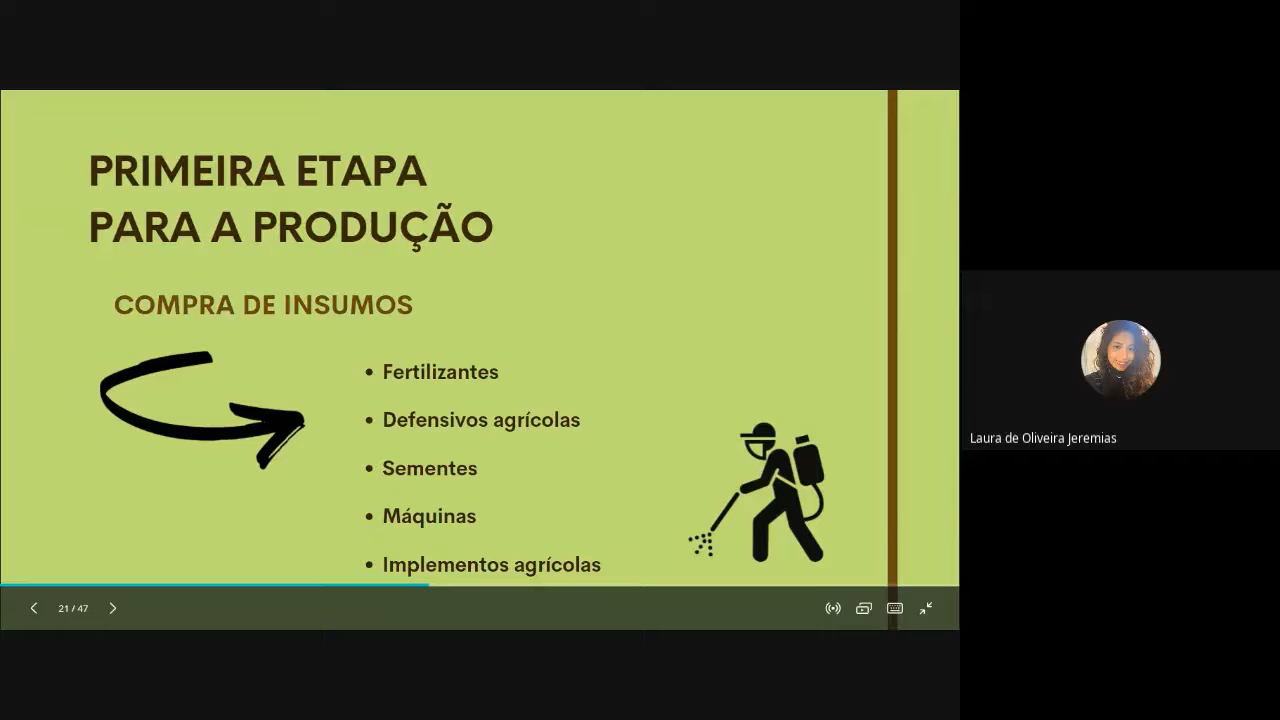 PRIMEIRA ETAPA
PARA A PRODUÇÃO
COMPRA DE INSUMOS
• Fertilizantes
• Defensivos agrícolas
• Sementes
• Máquinas
• Implementos agrícolas
21 / 47
Laura de Oliveira Jeremias